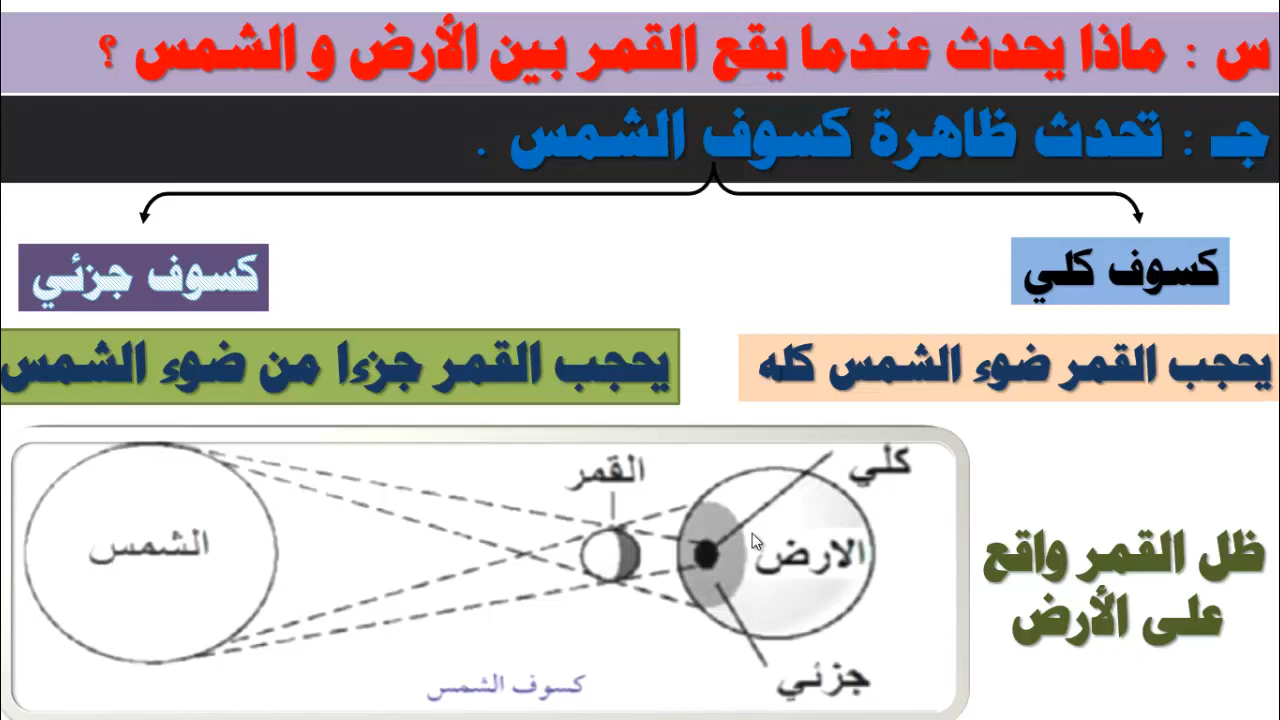 س : ماذا يحدث عندما يقع القمر بين الأرض و الشمس ؟
جـ : تحدث ظاهرة كسوف الشمس .
كسوف كلي
كسوف جزئي
يحجب القمر ضوء الشمس كله
يحجب القمر جزءا من ضوء الشمس
كلي
القمر
الشمس
الارض
جزئي
كسوف الشمس
ظل القمر واقع
على الأرض